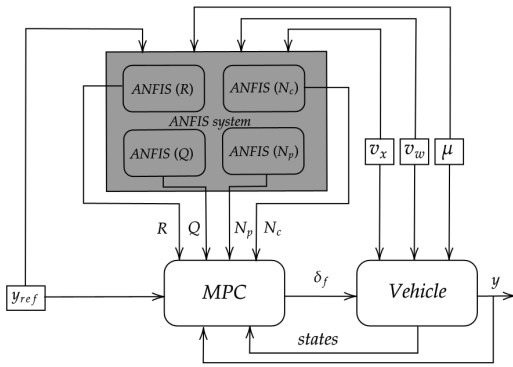 ANFIS (R)
ANFIS (N_c)
ANFIS system
ANFIS (Q)
ANFIS (N_p)
v_x
v_w
μ
R
Q
N_p
N_c
y_ref
MPC
δ_f
Vehicle
y
states